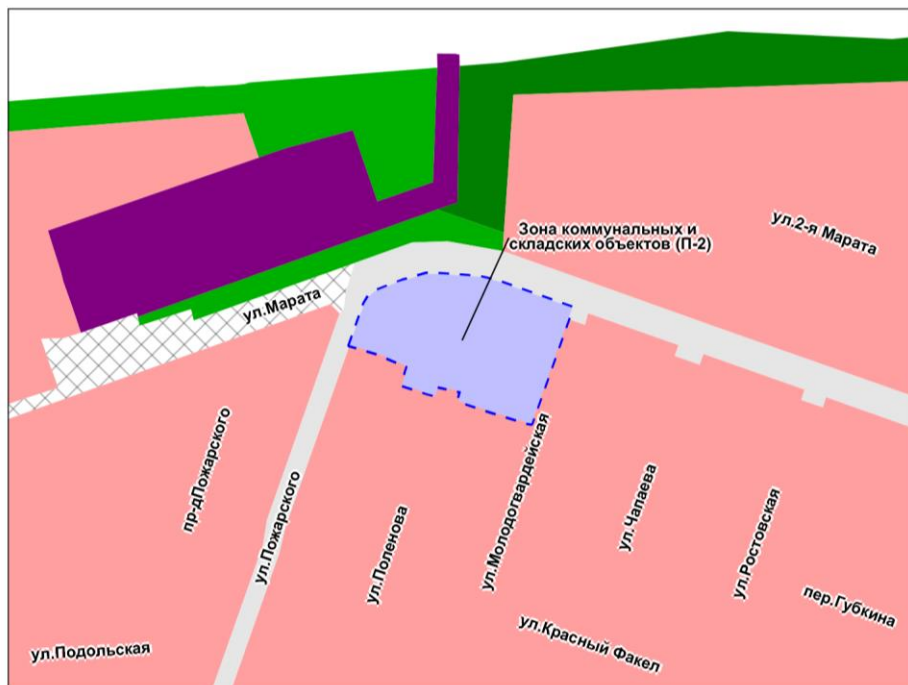 ул.2-я Марата
Зона коммунальных и
складских объектов (П-2)
ул.Марата
пр-дПожарского
ул.Пожарского
ул.Поленова
ул.Молодогвардейская
ул.Чапаева
ул.Ростовская
пер.Губкина
ул.Красный Факел
ул.Подольская